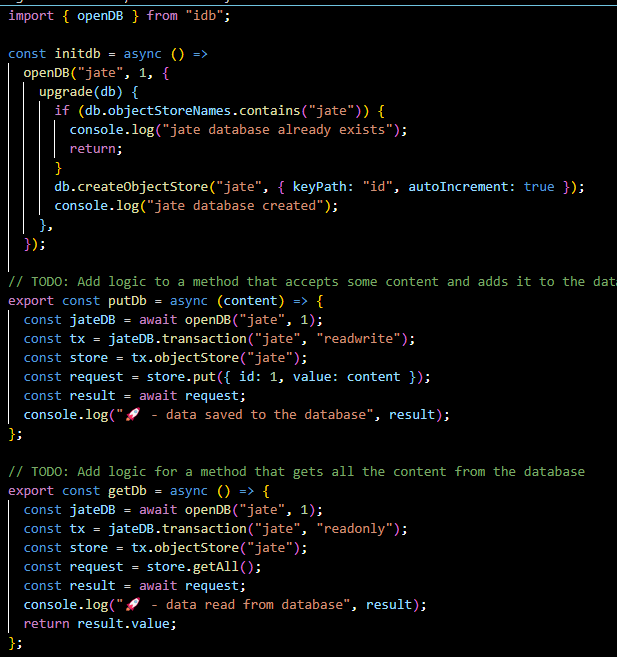 import { openDB } from "idb";

const initdb = async () =>
  openDB("jate", 1, {
    upgrade(db) {
      if (db.objectStoreNames.contains("jate")) {
        console.log("jate database already exists");
        return;
      }
      db.createObjectStore("jate", { keyPath: "id", autoIncrement: true });
      console.log("jate database created");
    },
  });

// TODO: Add logic to a method that accepts some content and adds it to the
export const putDb = async (content) => {
  const jateDB = await openDB("jate", 1);
  const tx = jateDB.transaction("jate", "readwrite");
  const store = tx.objectStore("jate");
  const request = store.put({ id: 1, value: content });
  const result = await request;
  console.log("🚀 - data saved to the database", result);
};

// TODO: Add logic for a method that gets all the content from the database
export const getDb = async () => {
  const jateDB = await openDB("jate", 1);
  const tx = jateDB.transaction("jate", "readonly");
  const store = tx.objectStore("jate");
  const request = store.getAll();
  const result = await request;
  console.log("🚀 - data read from database", result);
  return result.value;
};